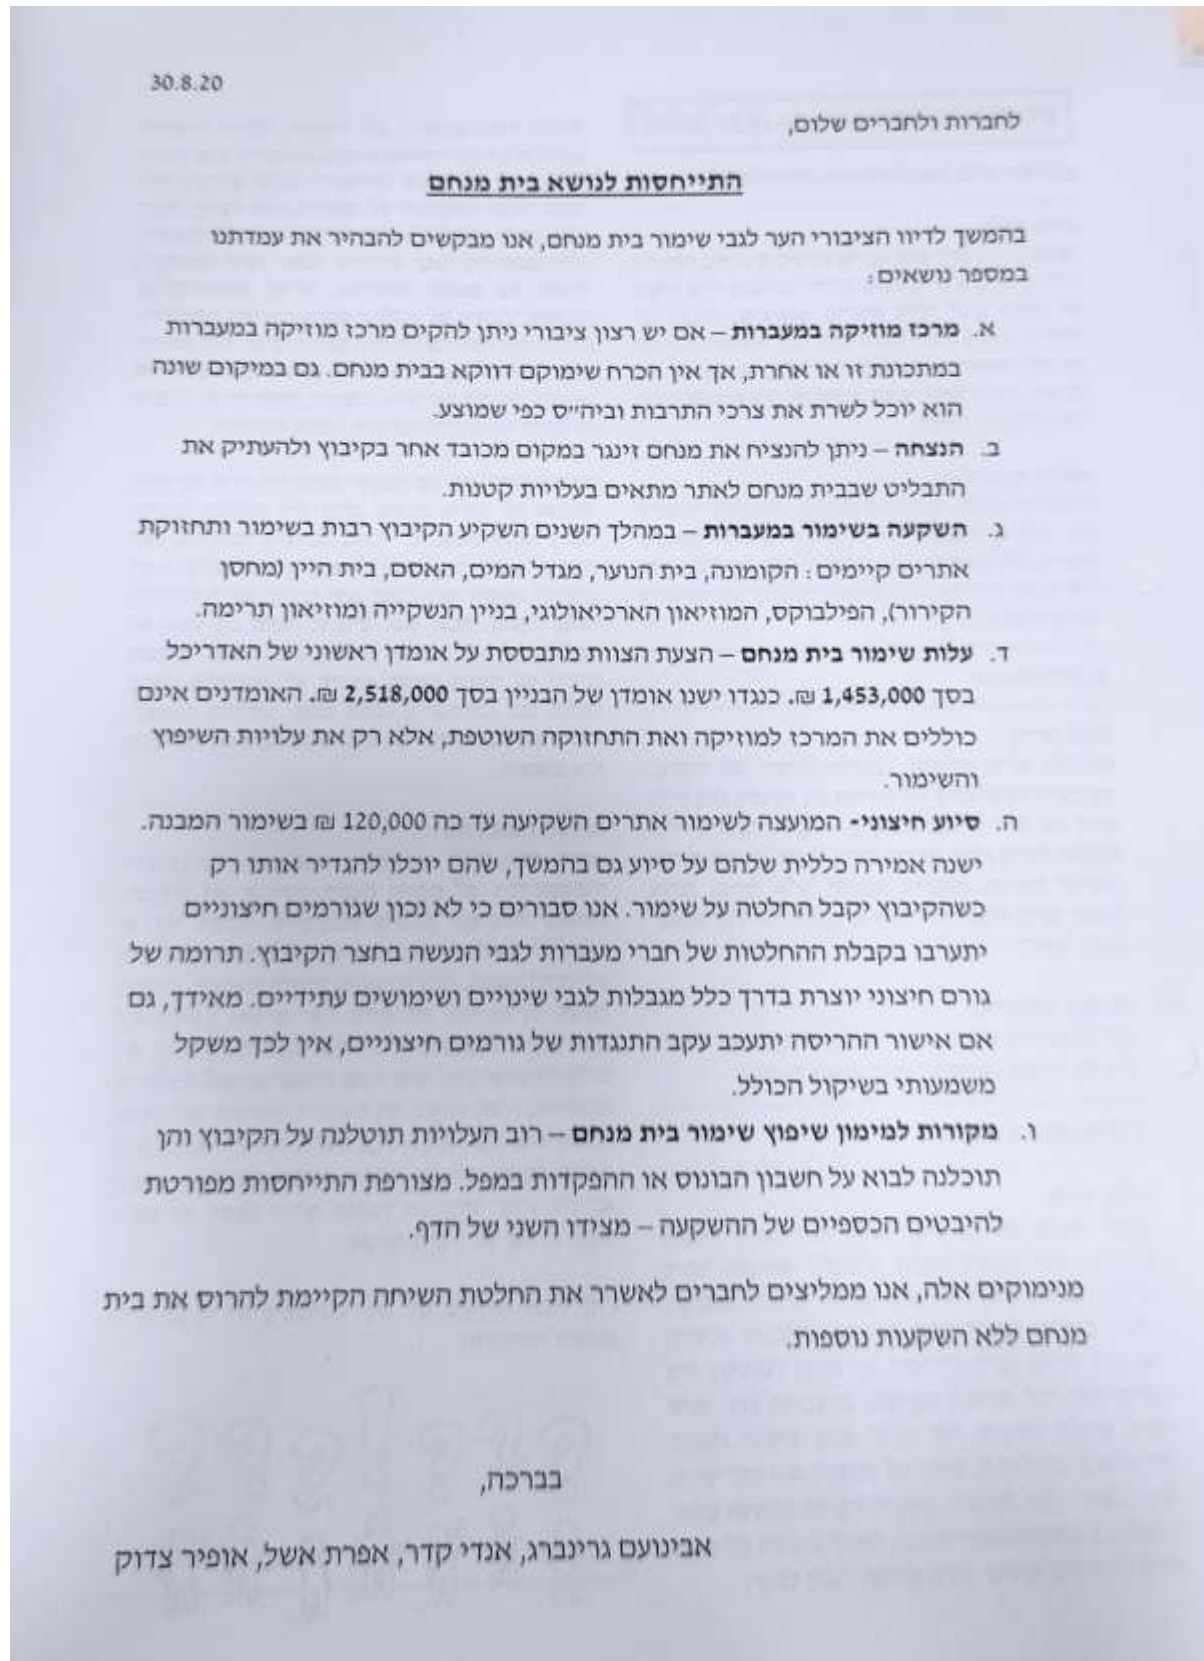 30.8.20
לחברות ולחברים שלום,
התייחסות לנושא בית מנחם
בהמשך לדיון הציבורי הער לגבי שימור בית מנחם, אנו מבקשים להבהיר את עמדתנו
במספר נושאים:
א. מרכז מוזיקה במעברות – אם יש רצון ציבורי ניתן להקים מרכז מוזיקה במעברות
במתכונת זו או אחרת, אך אין הכרח שימוקם דווקא בבית מנחם. גם במיקום שונה
הוא יוכל לשרת את צרכי התרבות וביה״ס כפי שמוצע.
ב. הנצחה – ניתן להנציח את מנחם זינגר במקום מכובד אחר בקיבוץ ולהעתיק את
התבליט שבבית מנחם לאתר מתאים בעלויות קטנות.
ג. השקעה בשימור במעברות – במהלך השנים השקיע הקיבוץ רבות בשימור ותחזוקת
אתרים קיימים: הקומונה, בית הנוער, מגדל המים, האסם, בית היין (מחסן
הקירור), הפילבוקס, המוזיאון הארכיאולוגי, בניין הנשקייה ומוזיאון תרימה.
ד. עלות שימור בית מנחם – הצעת הצוות מתבססת על אומדן ראשוני של האדריכל
בסך 1,453,000 ₪. כנגדו ישנו אומדן של הבניין בסך 2,518,000 ₪. האומדנים אינם
כוללים את המרכז למוזיקה ואת התחזוקה השוטפת, אלא רק את עלויות השיפוץ
והשימור.
ה. סיוע חיצוני- המועצה לשימור אתרים השקיעה עד כה 120,000 ₪ בשימור המבנה.
ישנה אמירה כללית שלהם על סיוע גם בהמשך, שהם יוכלו להגדיר אותו רק
כשהקיבוץ יקבל החלטה על שימור. אנו סבורים כי לא נכון שגורמים חיצוניים
יתערבו בקבלת ההחלטות של חברי מעברות לגבי הנעשה בחצר הקיבוץ. תרומה של
גורם חיצוני יוצרת בדרך כלל מגבלות לגבי שינויים ושימושים עתידיים. מאידך, גם
אם אישור ההריסה יתעכב עקב התנגדות של גורמים חיצוניים, אין לכך משקל
משמעותי בשיקול הכולל.
ו. מקורות למימון שיפוץ שימור בית מנחם – רוב העלויות תוטלנה על הקיבוץ והן
תוכלנה לבוא על חשבון הבונוס או ההפקדות במפל. מצורפת התייחסות מפורטת
להיבטים הכספיים של ההשקעה – מצידו השני של הדף.
מנימוקים אלה, אנו ממליצים לחברים לאשרר את החלטת השיחה הקיימת להרוס את בית
מנחם ללא השקעות נוספות.
בברכה,
אבינועם גרינברג, אנדי קדר, אפרת אשל, אופיר צדוק